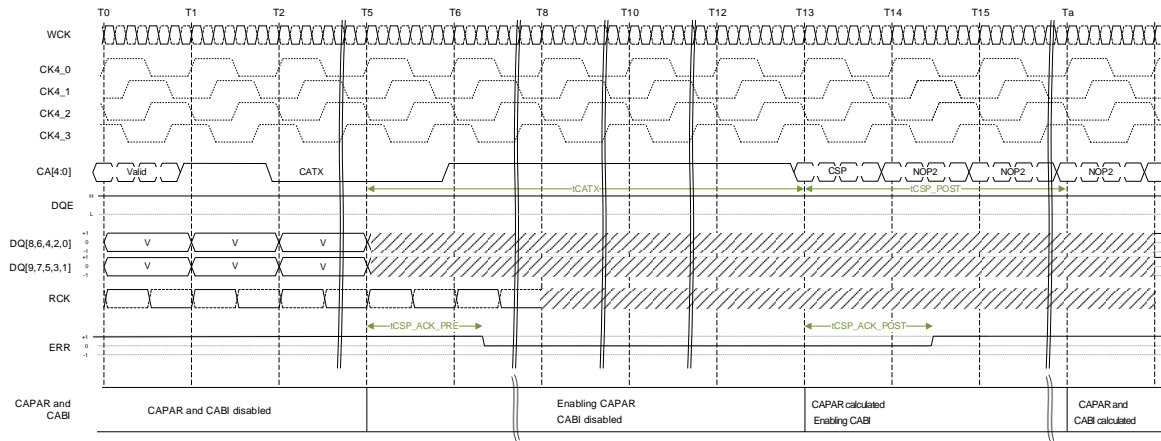 T0 T1 T2 T5 T6 T8 T10 T12 T13 T14 T15 Ta
WCK
CK4_0
CK4_1
CK4_2
CK4_3
CA[4:0] Valid CATX CSP NOP2 NOP2 NOP2
tCATX tCSP_POST
DQE H
L
DQ[8,6,4,2,0] +1 0 -1 V V V
DQ[9,7,5,3,1] +1 0 -1 V V V
RCK
tCSP_ACK_PRE tCSP_ACK_POST
ERR +1 0 -1
CAPAR and CABI
CAPAR and CABI disabled
Enabling CAPAR
CABI disabled
CAPAR calculated
Enabling CABI
CAPAR and
CABI calculated